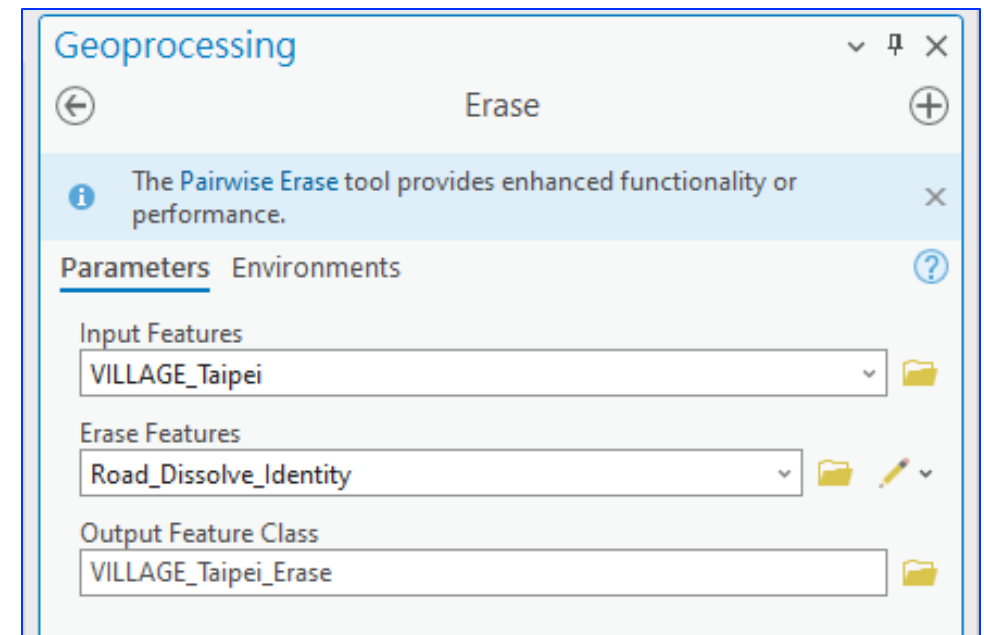 Geoprocessing
Erase
The Pairwise Erase tool provides enhanced functionality or
performance.
Parameters Environments
Input Features
VILLAGE_Taipei
Erase Features
Road_Dissolve_Identity
Output Feature Class
VILLAGE_Taipei_Erase